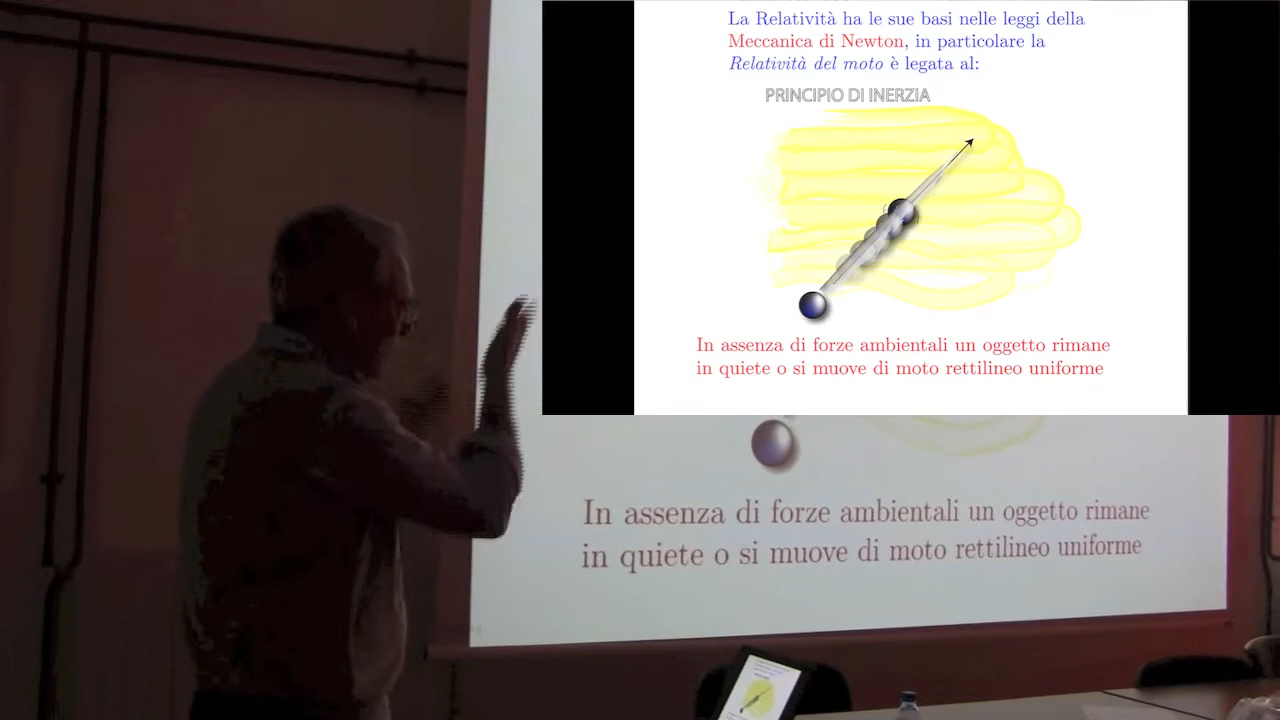 La Relatività ha le sue basi nelle leggi della
Meccanica di Newton, in particolare la
Relatività del moto è legata al:
PRINCIPIO DI INERZIA
In assenza di forze ambientali un oggetto rimane
in quiete o si muove di moto rettilineo uniforme
In assenza di forze ambientali un oggetto rimane
in quiete o si muove di moto rettilineo uniforme